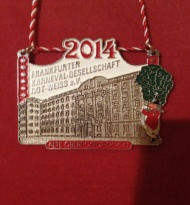 2014
FRANKFURTER
KARNEVAL-GESELLSCHAFT
ROT-WEISS e.V.